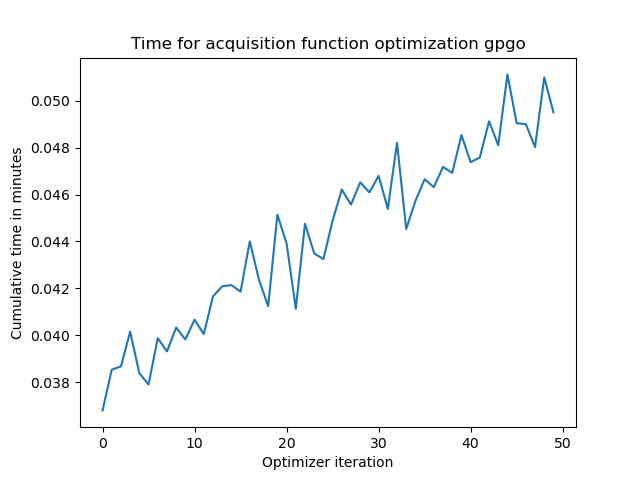 Time for acquisition function optimization gpgo
Cumulative time in minutes
0.050
0.048
0.046
0.044
0.042
0.040
0.038
0 10 20 30 40 50
Optimizer iteration